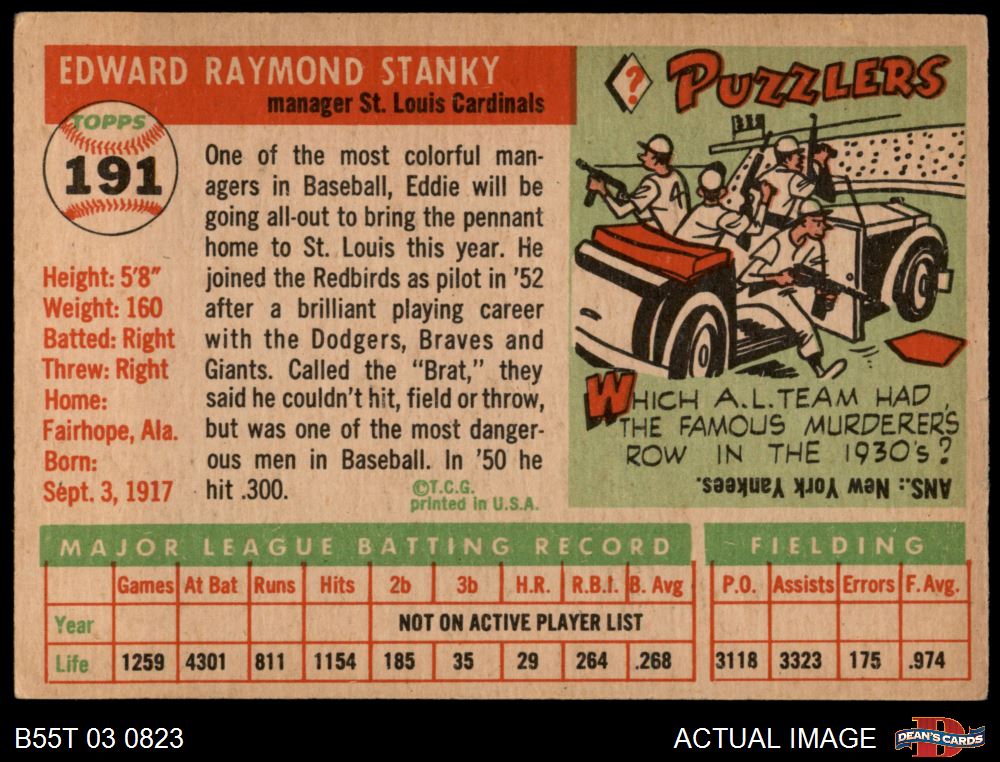 EDWARD RAYMOND STANKY
manager St. Louis Cardinals
TOPPS
191
Height: 5'8"
Weight: 160
Batted: Right
Threw: Right
Home:
Fairhope, Ala.
Born:
Sept. 3, 1917
One of the most colorful man-
agers in Baseball, Eddie will be
going all-out to bring the pennant
home to St. Louis this year. He
joined the Redbirds as pilot in '52
after a brilliant playing career
with the Dodgers, Braves and
Giants. Called the "Brat," they
said he couldn't hit, field or throw,
but was one of the most danger-
ous men in Baseball. In '50 he
hit .300.
©T.C.G.
printed in U.S.A.
? PUZZLERS
WHICH A.L. TEAM HAD
THE FAMOUS MURDERER'S
ROW IN THE 1930's?
ANS.: New York Yankees.
MAJOR LEAGUE BATTING RECORD FIELDING
Games At Bat Runs Hits 2b 3b H.R. R.B.I. B. Avg P.O. Assists Errors F. Avg.
Year NOT ON ACTIVE PLAYER LIST
Life 1259 4301 811 1154 185 35 29 264 .268 3118 3323 175 .974
B55T 03 0823 ACTUAL IMAGE DEAN'S CARDS